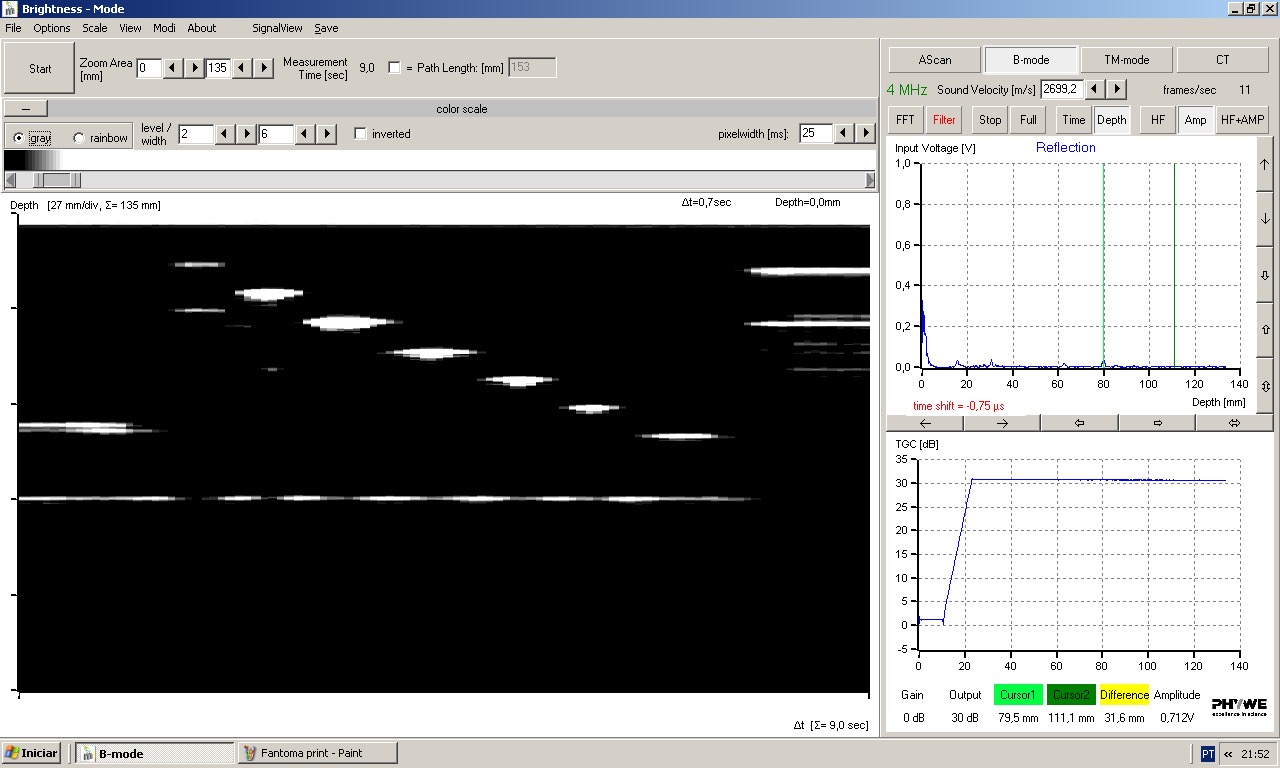 Brightness - Mode
File Options Scale View Modi About SignalView Save
Start
Zoom Area [mm] 0 135
Measurement Time [sec] 9,0 = Path Length: [mm] 153
color scale
rainbow
level / width 2 6 inverted pixelwidth [ms]: 25
Depth [27 mm/div, Σ= 135 mm] Δt=0,7sec Depth=0,0mm
Δt [Σ= 9,0 sec]
AScan B-mode TM-mode CT
4 MHz Sound Velocity [m/s] 2699,2 frames/sec 11
FFT Filter Stop Full Time Depth HF Amp HF+AMP
Input Voltage [V] Reflection
1,0
0,8
0,6
0,4
0,2
0,0
0 20 40 60 80 100 120 140
time shift = -0,75 µs Depth [mm]
TGC [dB]
35
30
25
20
15
10
5
0
-5
0 20 40 60 80 100 120 140
Gain Output Cursor1 Cursor2 Difference Amplitude
0 dB 30 dB 79,5 mm 111,1 mm 31,6 mm 0,712V
PHYWE
excellence in science
Iniciar B-mode Fantoma print - Paint PT « 21:52